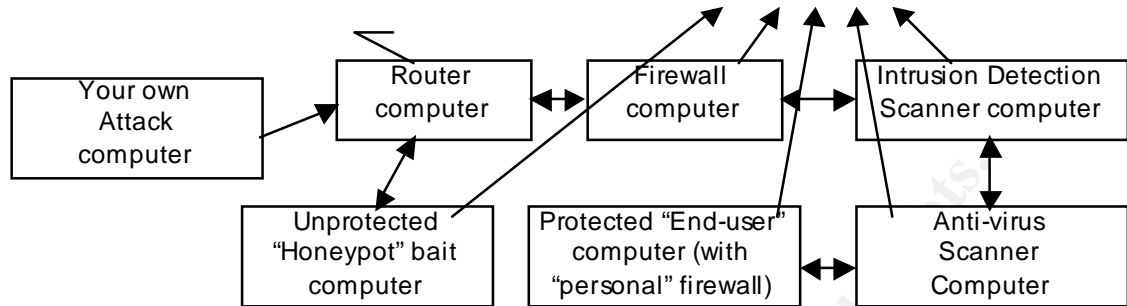 Your own
Attack
computer
Router
computer
Firewall
computer
Intrusion Detection
Scanner computer
Unprotected
“Honeypot” bait
computer
Protected “End-user”
computer (with
“personal” firewall)
Anti-virus
Scanner
Computer